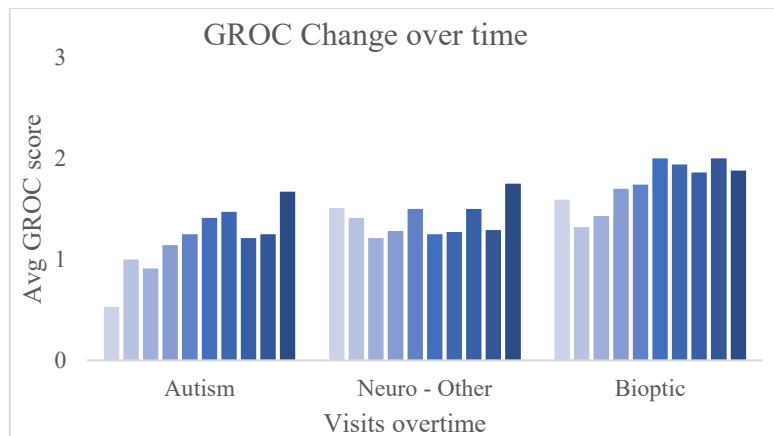 GROC Change over time
3
2
1
0
Avg GROC score
Autism Neuro - Other Bioptic
Visits overtime